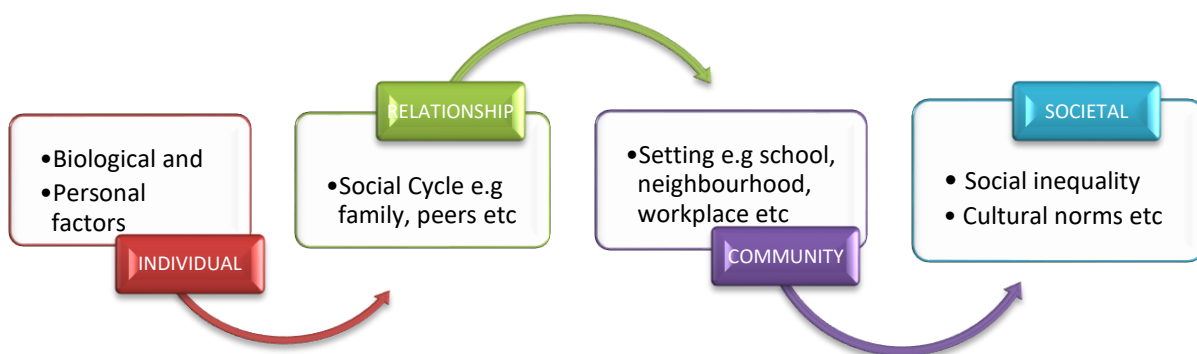 •Biological and
•Personal
factors
INDIVIDUAL
RELATIONSHIP
•Social Cycle e.g
family, peers etc
•Setting e.g school,
neighbourhood,
workplace etc
COMMUNITY
SOCIETAL
• Social inequality
• Cultural norms etc